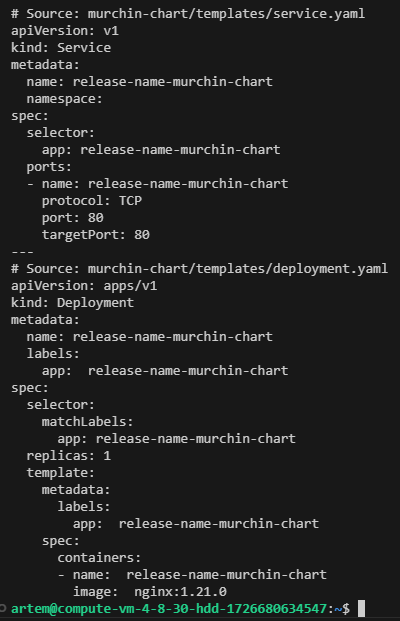 # Source: murchin-chart/templates/service.yaml
apiVersion: v1
kind: Service
metadata:
  name: release-name-murchin-chart
  namespace:
spec:
  selector:
    app: release-name-murchin-chart
  ports:
  - name: release-name-murchin-chart
    protocol: TCP
    port: 80
    targetPort: 80
---
# Source: murchin-chart/templates/deployment.yaml
apiVersion: apps/v1
kind: Deployment
metadata:
  name: release-name-murchin-chart
  labels:
    app:  release-name-murchin-chart
spec:
  selector:
    matchLabels:
      app: release-name-murchin-chart
  replicas: 1
  template:
    metadata:
      labels:
        app:  release-name-murchin-chart
    spec:
      containers:
      - name:  release-name-murchin-chart
        image:  nginx:1.21.0
artem@compute-vm-4-8-30-hdd-1726680634547:~$